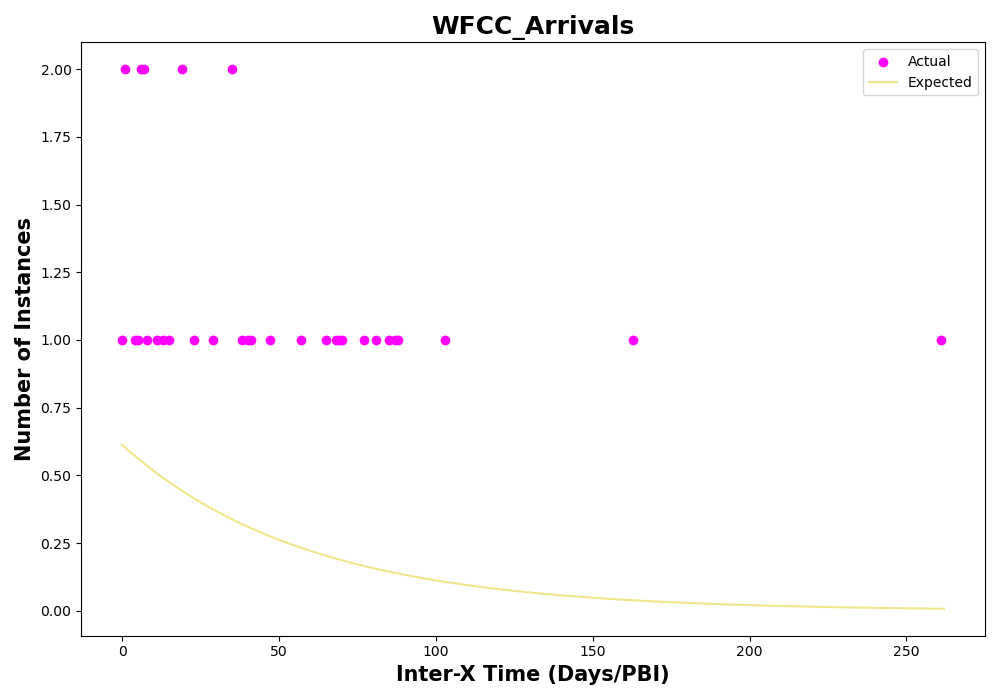 WFCC_Arrivals
Actual
Expected
Number of Instances
2.00
1.75
1.50
1.25
1.00
0.75
0.50
0.25
0.00
0 50 100 150 200 250
Inter-X Time (Days/PBI)